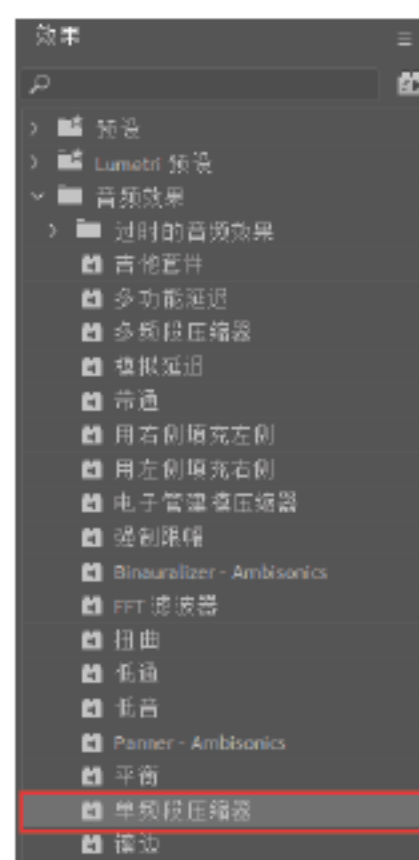 效果
预设
Lumetri 预设
音频效果
过时的音频效果
吉他套件
多功能延迟
多频段压缩器
模拟延迟
带通
用右侧填充左侧
用左侧填充右侧
电子管建模压缩器
强制限幅
Binauralizer - Ambisonics
FFT 滤波器
扭曲
低通
低音
Panner - Ambisonics
平衡
单频段压缩器
镶边